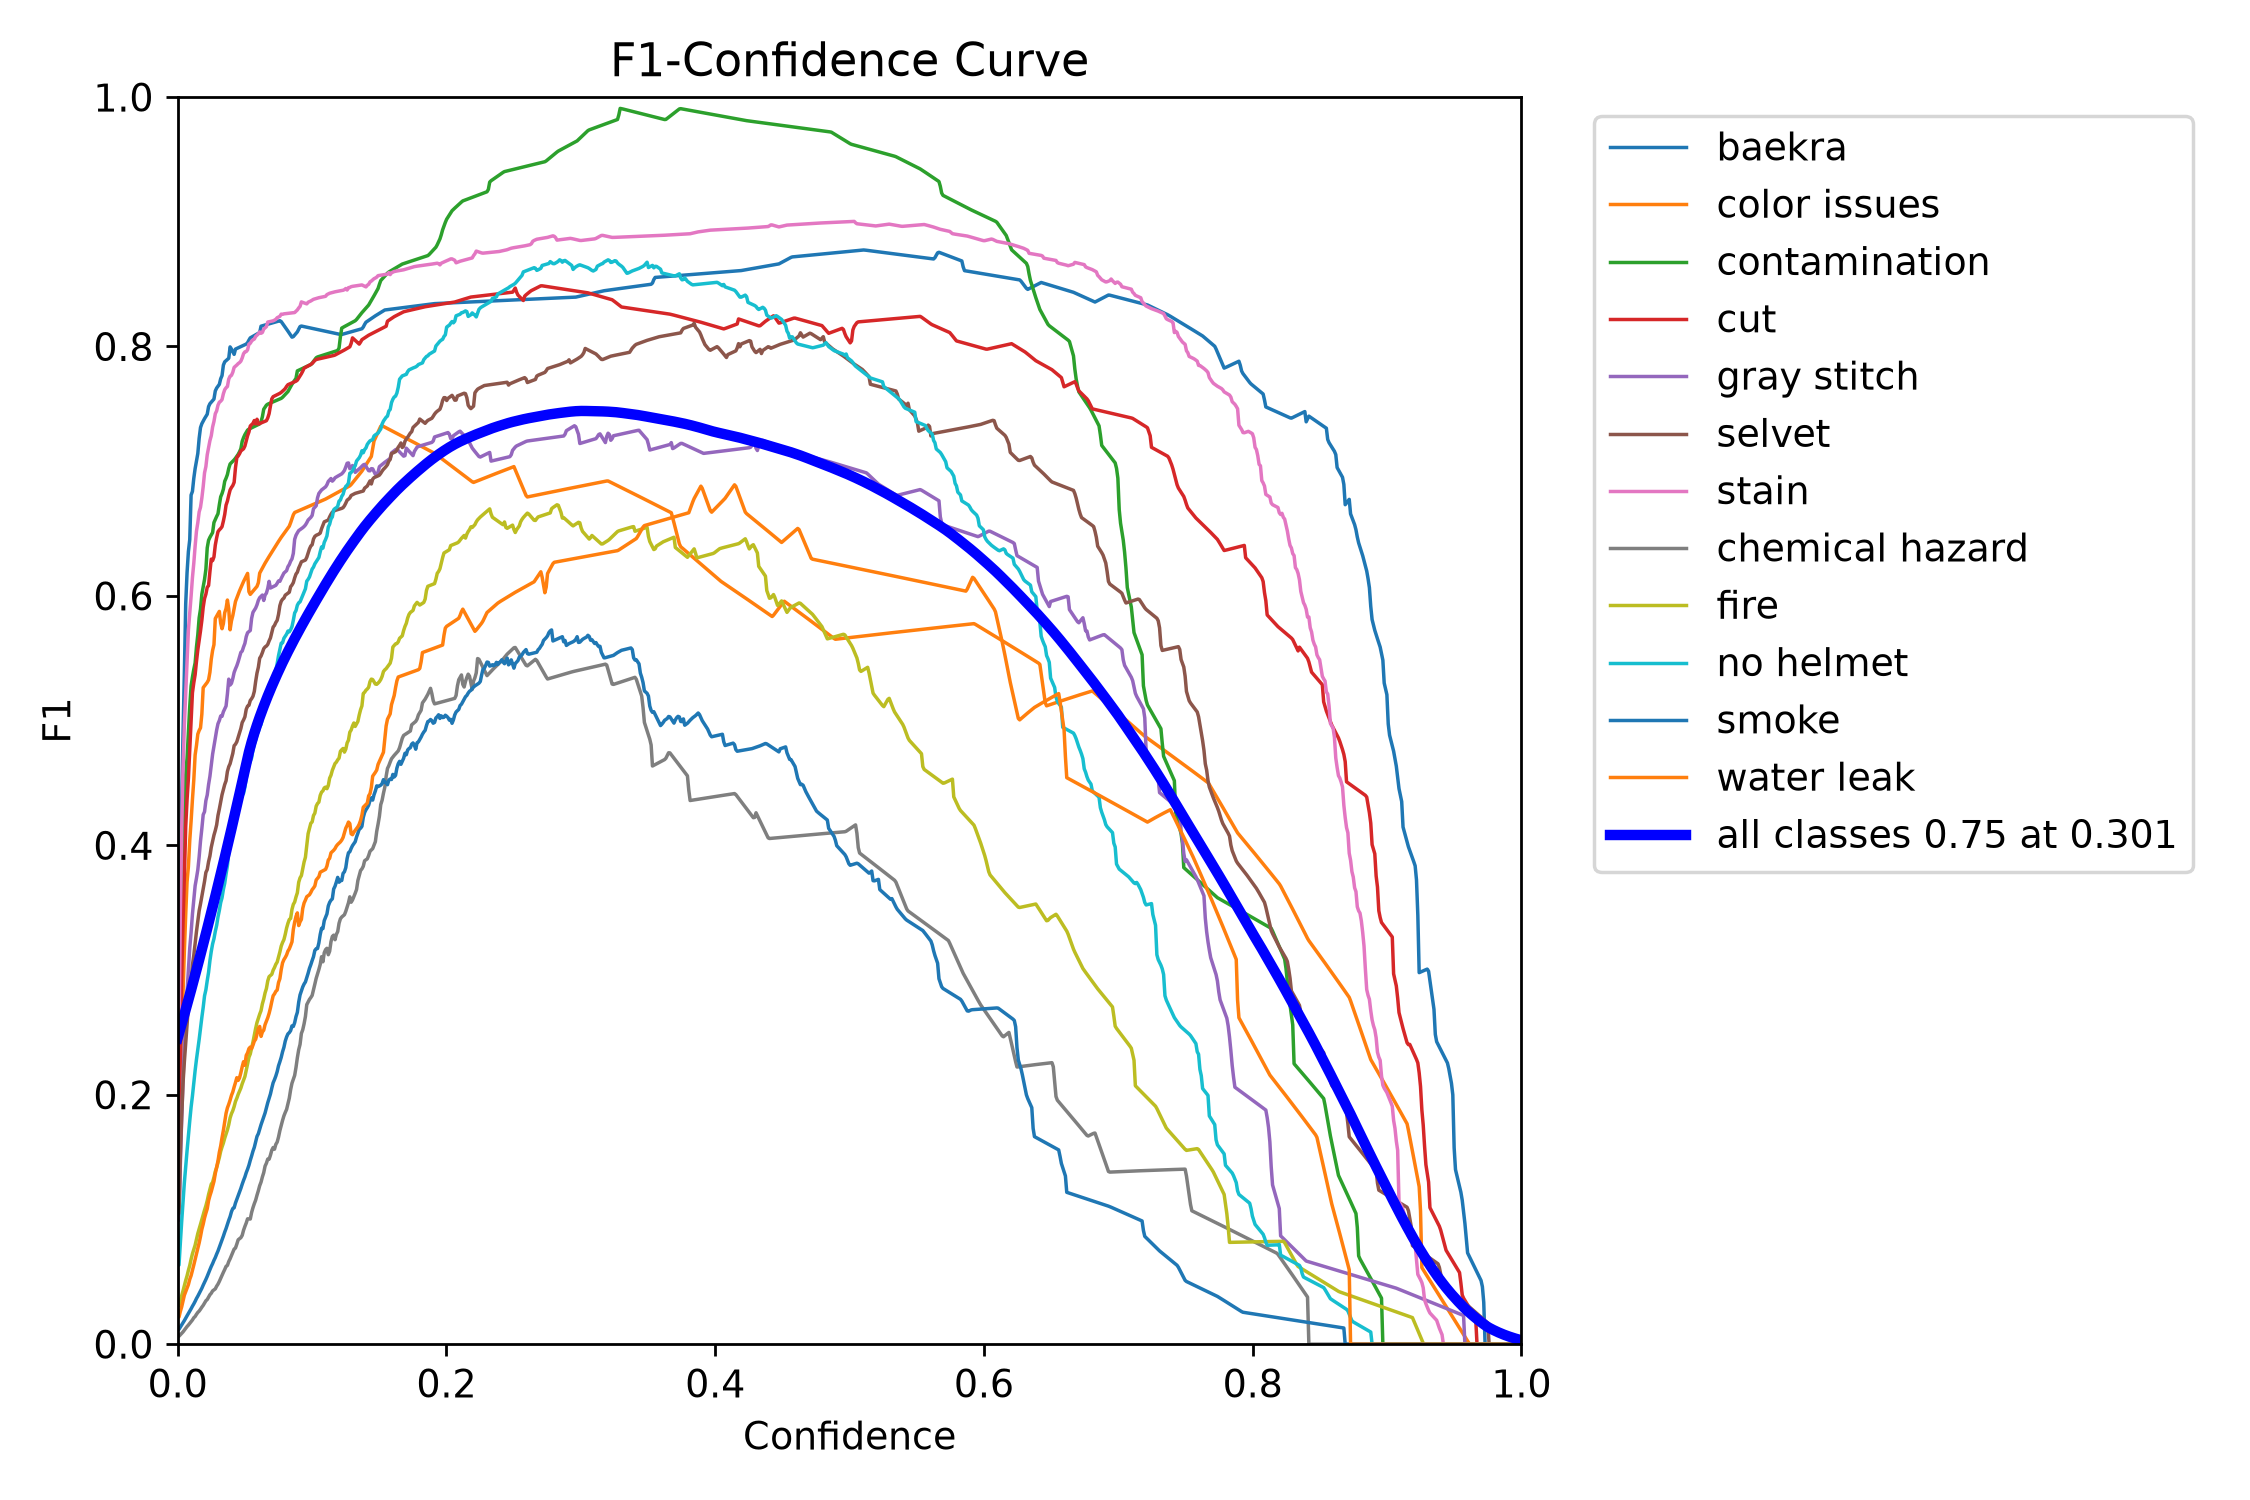 F1-Confidence Curve
1.0
0.8
0.6
0.4
0.2
0.0
F1
0.0 0.2 0.4 0.6 0.8 1.0
Confidence
baekra
color issues
contamination
cut
gray stitch
selvet
stain
chemical hazard
fire
no helmet
smoke
water leak
all classes 0.75 at 0.301